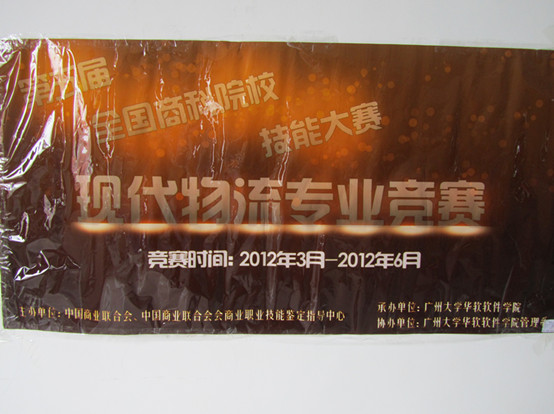 届
全国商科院校
技能大赛
现代物流专业竞赛
竞赛时间：2012年3月—2012年6月
主办单位：中国商业联合会、中国商业联合会商业职业技能鉴定指导中心
承办单位：广州大学华软软件学院
协办单位：广州大学华软软件学院管理系